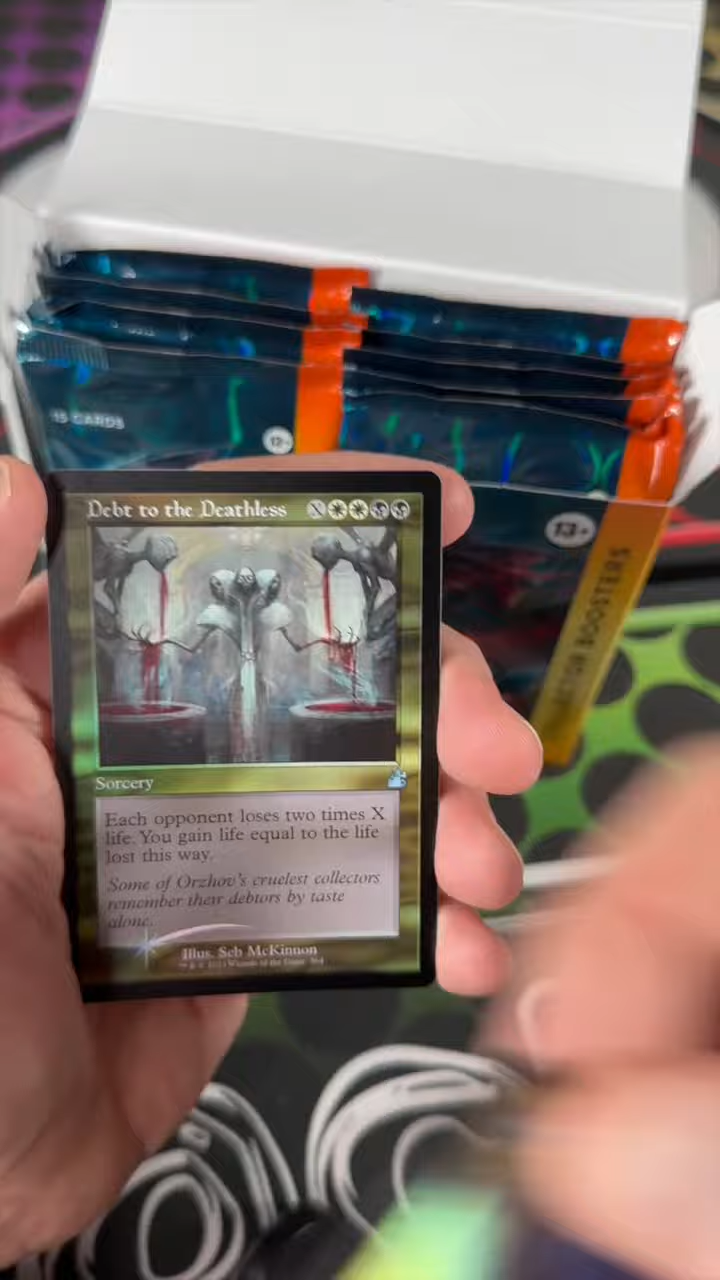 15 CARDS
12+
13+
BOOSTERS
Debt to the Deathless X
Sorcery
Each opponent loses two times X
life. You gain life equal to the life
lost this way.
Some of Orzhov's cruelest collectors
remember their debtors by taste
alone.
Illus. Seb McKinnon